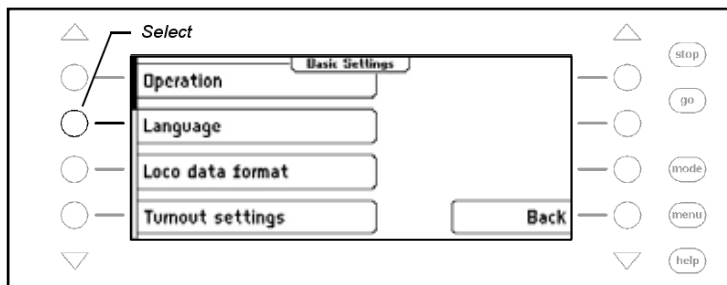 Select
Basic Settings
Operation
Language
Loco data format
Turnout settings
Back
stop
go
mode
menu
help